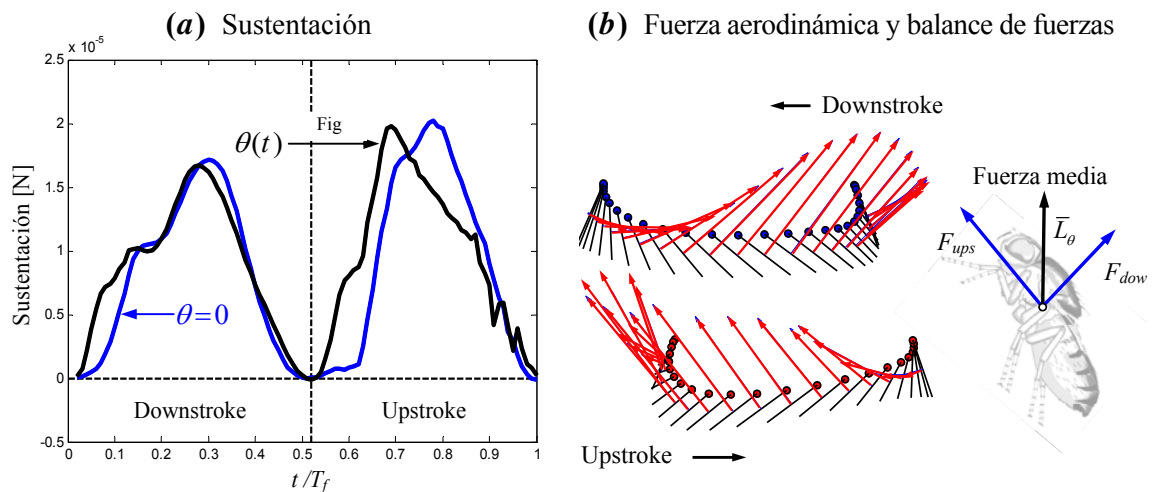 (a) Sustentación
x 10⁻⁵
2.5
2
1.5
1
0.5
0
-0.5
0 0.1 0.2 0.3 0.4 0.5 0.6 0.7 0.8 0.9 1
Sustentación [N]
t /T_f
Fig
θ(t)
θ=0
Downstroke
Upstroke
(b) Fuerza aerodinámica y balance de fuerzas
Downstroke
Fuerza media
L̅_θ
F_ups
F_dow
Upstroke